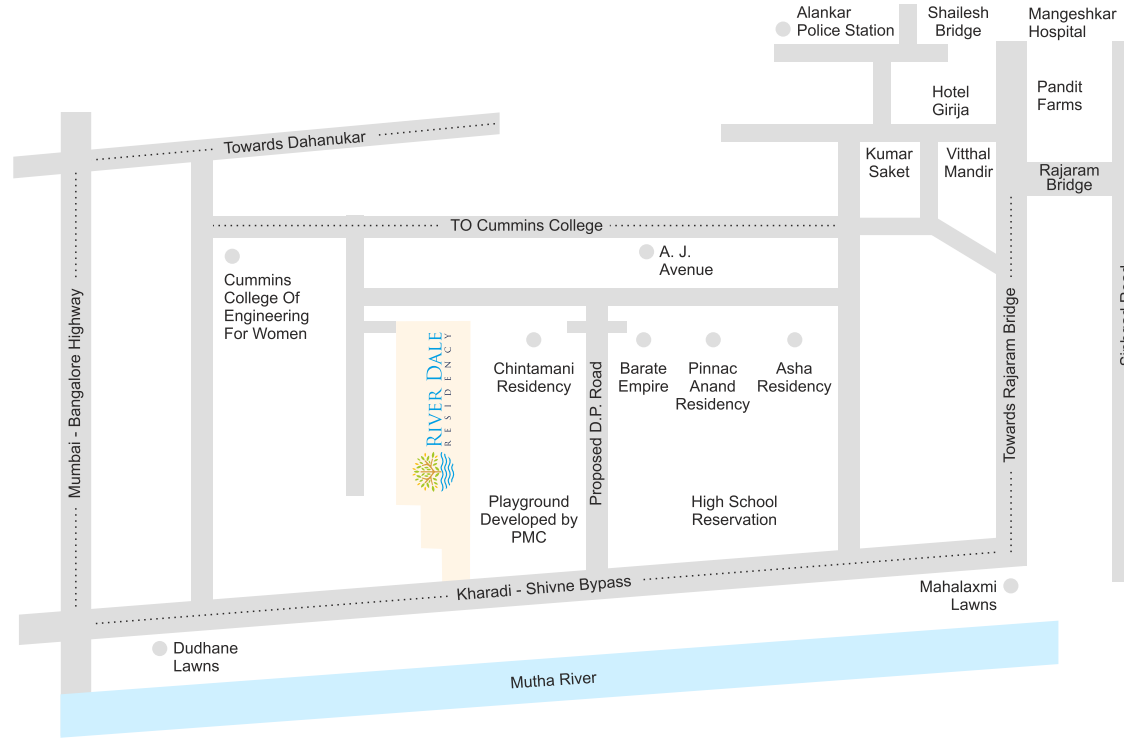 Alankar
Police Station
Shailesh
Bridge
Mangeshkar
Hospital
Hotel
Girija
Pandit
Farms
Towards Dahanukar
Kumar
Saket
Vitthal
Mandir
Rajaram
Bridge
TO Cummins College
A. J.
Avenue
Cummins
College Of
Engineering
For Women
Mumbai - Bangalore Highway
RIVER DALE
RESIDENCY
Chintamani
Residency
Proposed D.P. Road
Barate
Empire
Pinnac
Anand
Residency
Asha
Residency
Towards Rajaram Bridge
Playground
Developed by
PMC
High School
Reservation
Kharadi - Shivne Bypass
Mahalaxmi
Lawns
Dudhane
Lawns
Mutha River